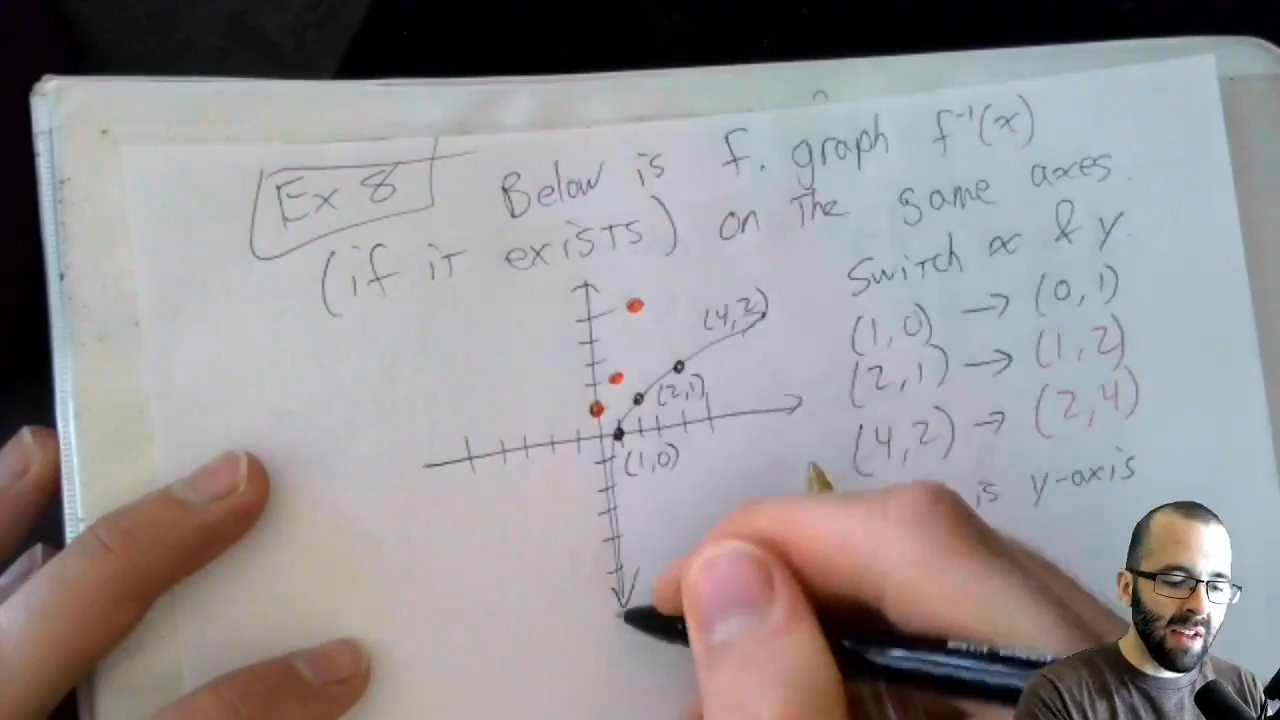 Ex 8 Below is f. graph f⁻¹(x)
(if it exists) on the same axes.
Switch x & y.
(1,0) → (0,1)
(2,1) → (1,2)
(4,2) → (2,4)
is y-axis
(4,2)
(2,1)
(1,0)